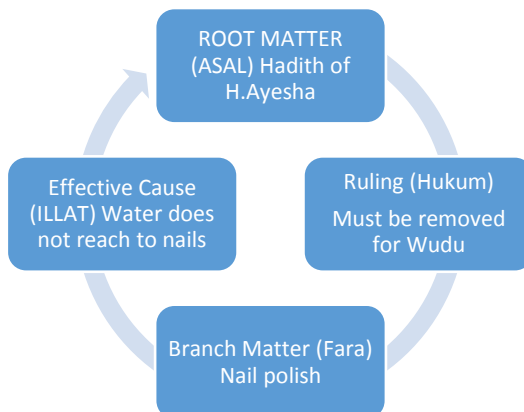 ROOT MATTER
(ASAL) Hadith of
H.Ayesha
Ruling (Hukum)
Must be removed
for Wudu
Branch Matter (Fara)
Nail polish
Effective Cause
(ILLAT) Water does
not reach to nails